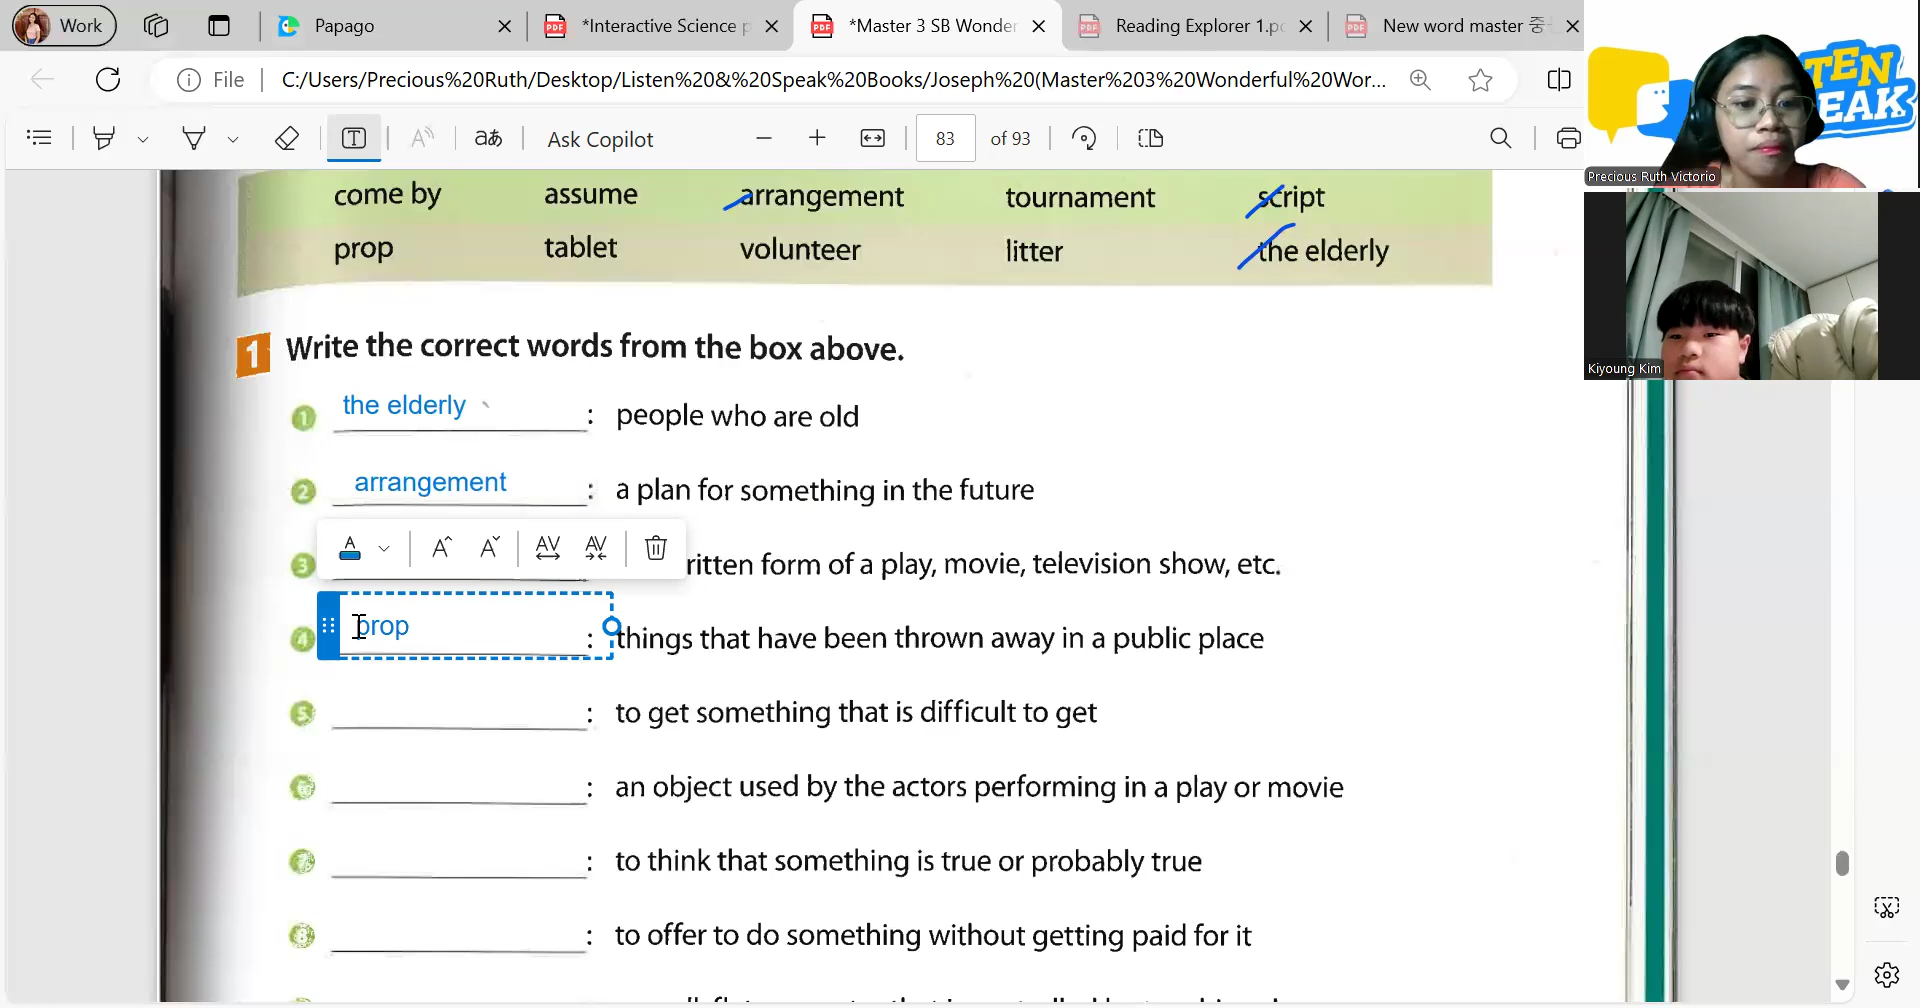 Work
Papago
*Interactive Science p
*Master 3 SB Wonder
Reading Explorer 1.pc
New word master 중
File
C:/Users/Precious%20Ruth/Desktop/Listen%20&%20Speak%20Books/Joseph%20(Master%203%20Wonderful%20Wor...
Ask Copilot
83
of 93
TEN
PEAK
Precious Ruth Victorio
Kiyoung Kim
come by assume arrangement tournament script
prop tablet volunteer litter the elderly
1 Write the correct words from the box above.
1 the elderly : people who are old
2 arrangement : a plan for something in the future
3 ritten form of a play, movie, television show, etc.
4 prop : things that have been thrown away in a public place
5 : to get something that is difficult to get
6 : an object used by the actors performing in a play or movie
7 : to think that something is true or probably true
8 : to offer to do something without getting paid for it